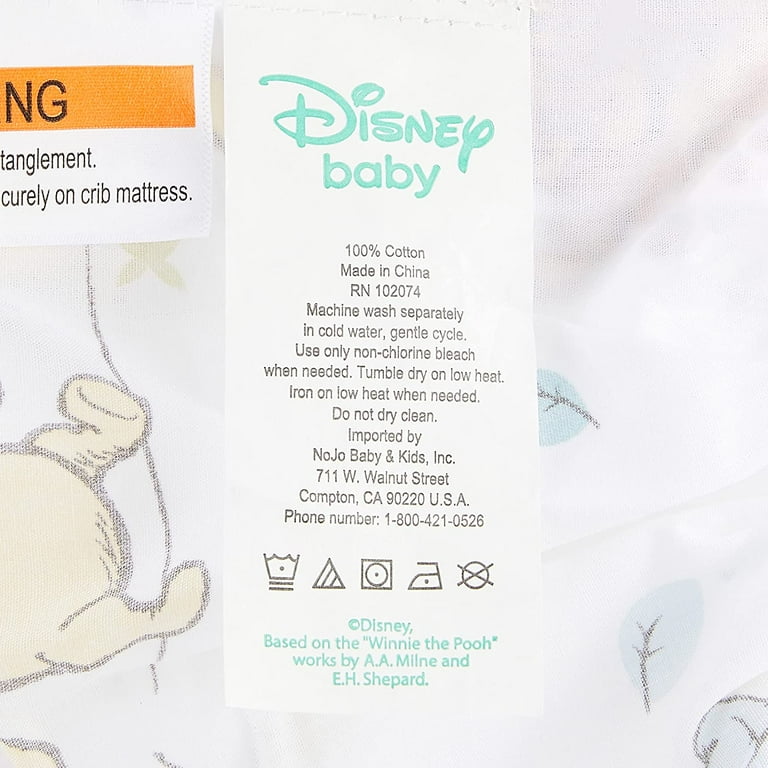 NG
tanglement.
curely on crib mattress.
Disney
baby
100% Cotton
Made in China
RN 102074
Machine wash separately
in cold water, gentle cycle.
Use only non-chlorine bleach
when needed. Tumble dry on low heat.
Iron on low heat when needed.
Do not dry clean.
Imported by
NoJo Baby & Kids, Inc.
711 W. Walnut Street
Compton, CA 90220 U.S.A.
Phone number: 1-800-421-0526
©Disney,
Based on the "Winnie the Pooh"
works by A.A. Milne and
E.H. Shepard.